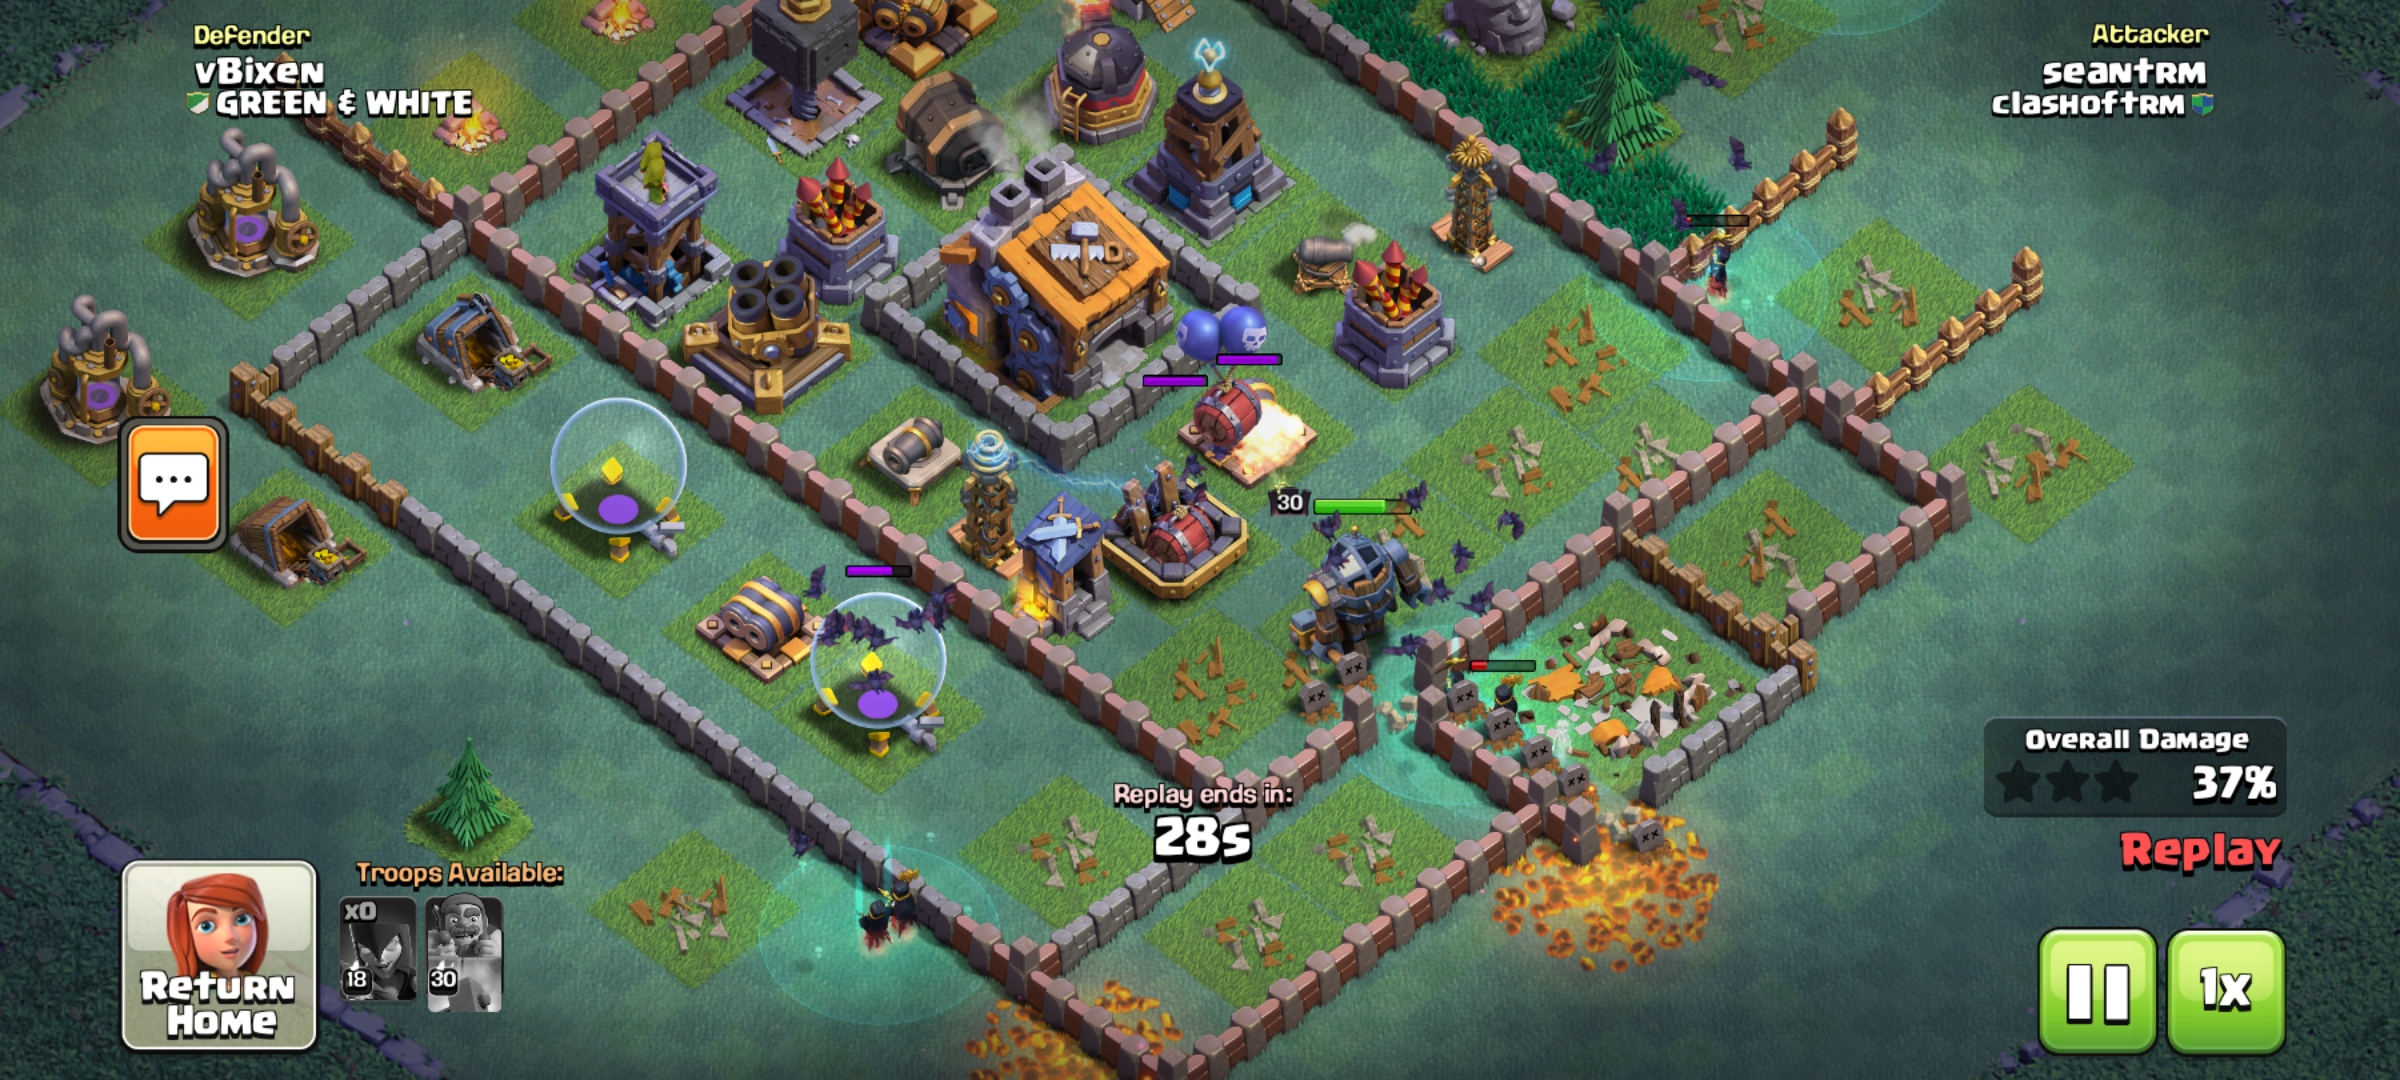 Defender
vBixen
GREEN & WHITE
Attacker
seantRM
clashoftRM
30
Replay ends in:
28s
Overall Damage
37%
Replay
Troops Available:
x0
18
30
Return
Home
1x